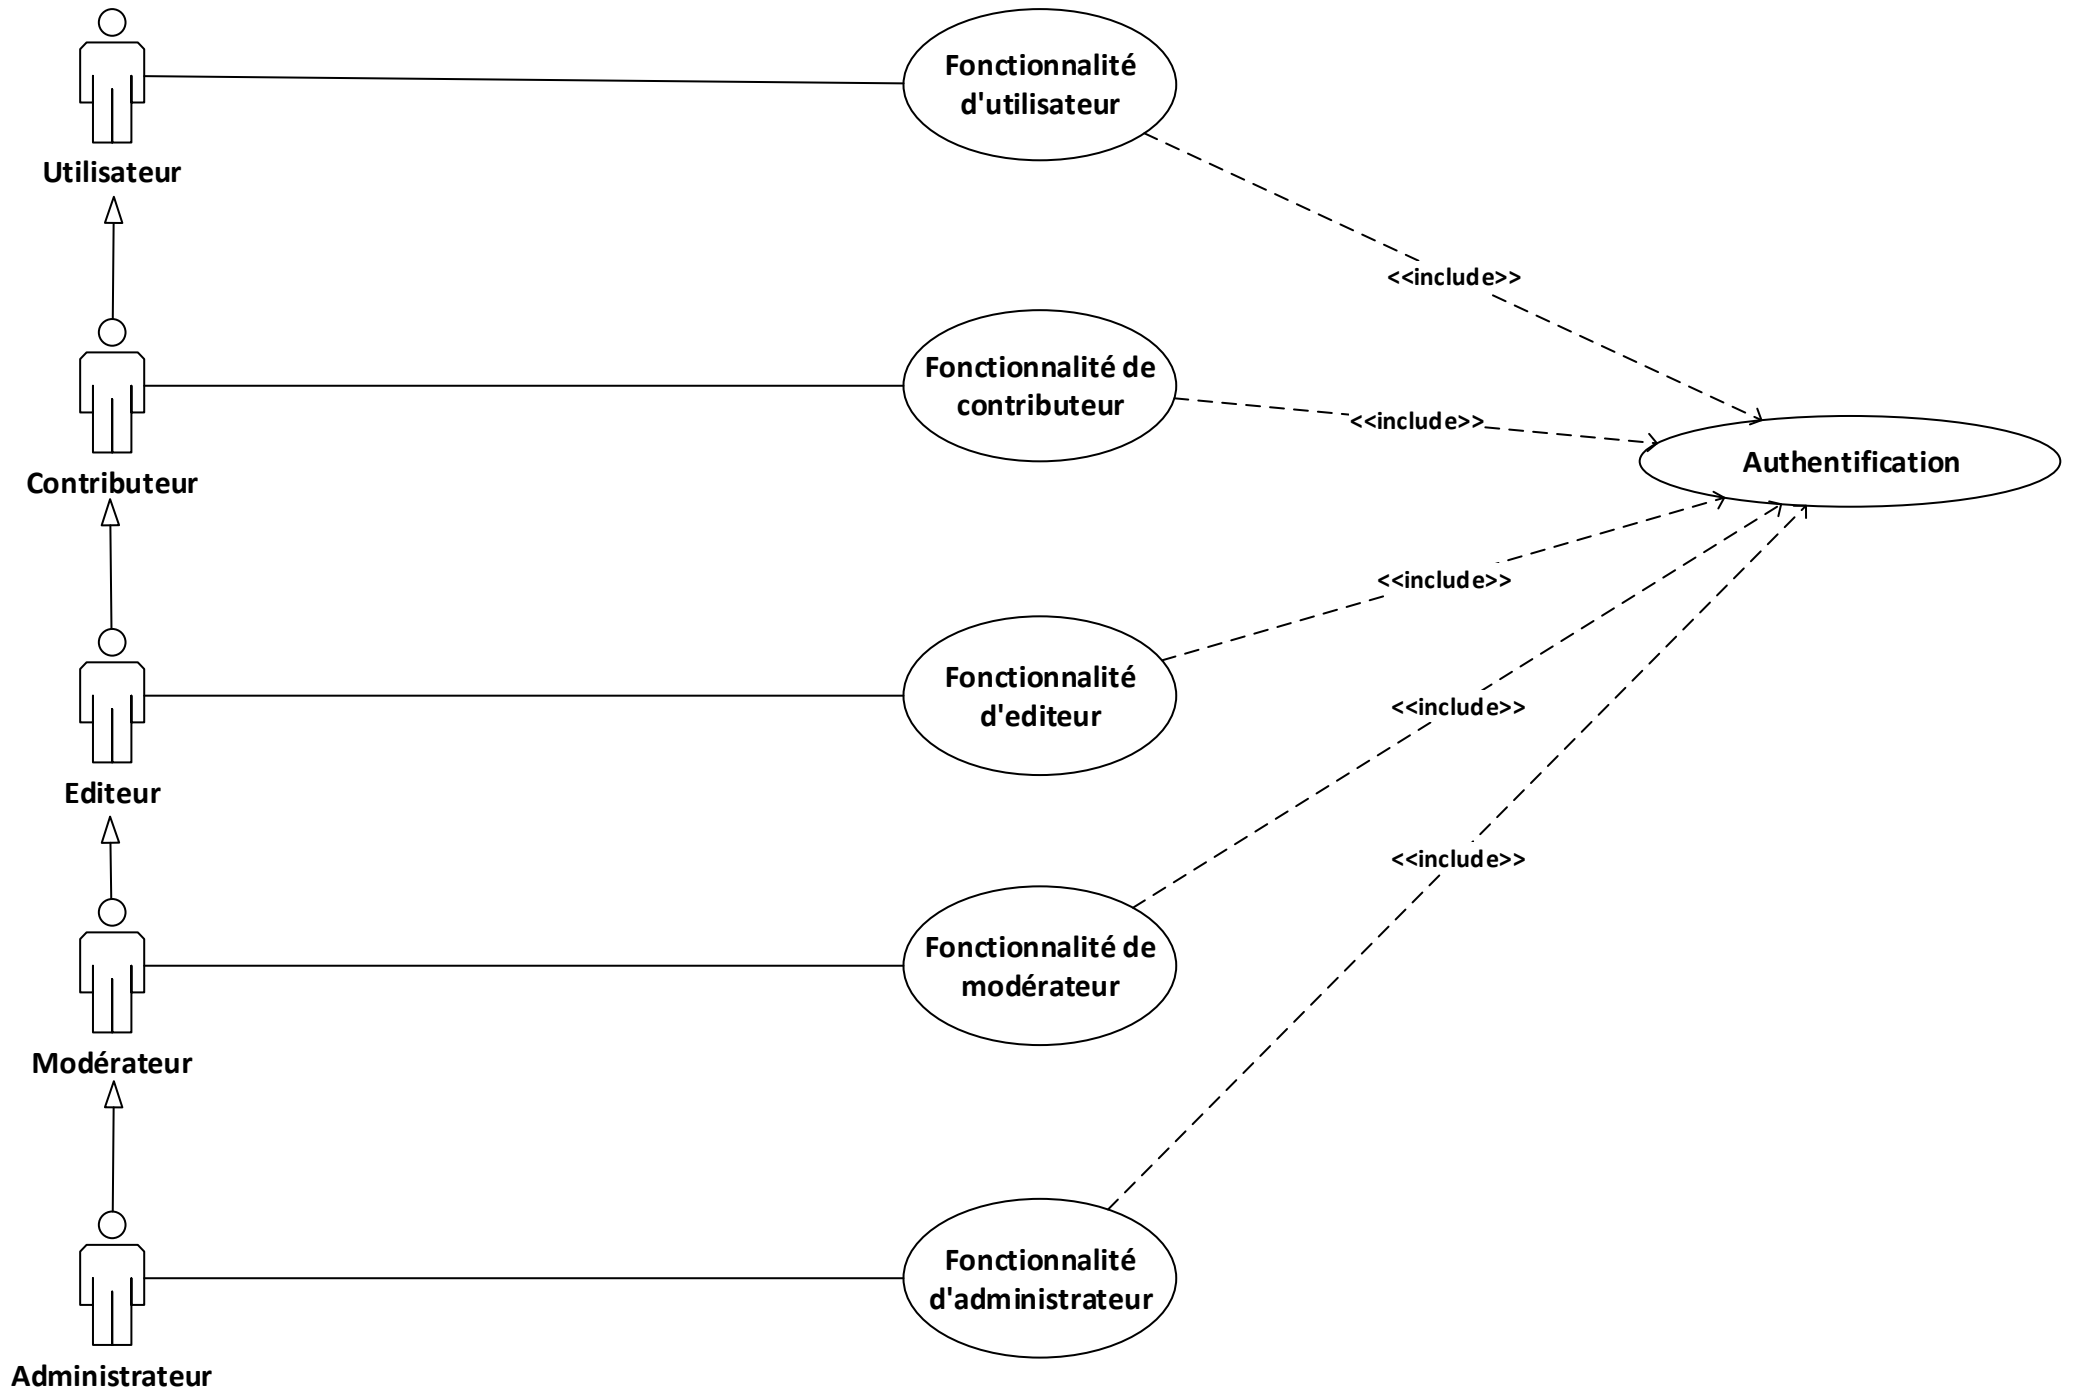 Fonctionnalité
d'utilisateur
Utilisateur
<<include>>
Fonctionnalité de
contributeur
<<include>>
Authentification
Contributeur
<<include>>
Fonctionnalité
d'editeur
<<include>>
Editeur
<<include>>
Fonctionnalité de
modérateur
Modérateur
Fonctionnalité
d'administrateur
Administrateur